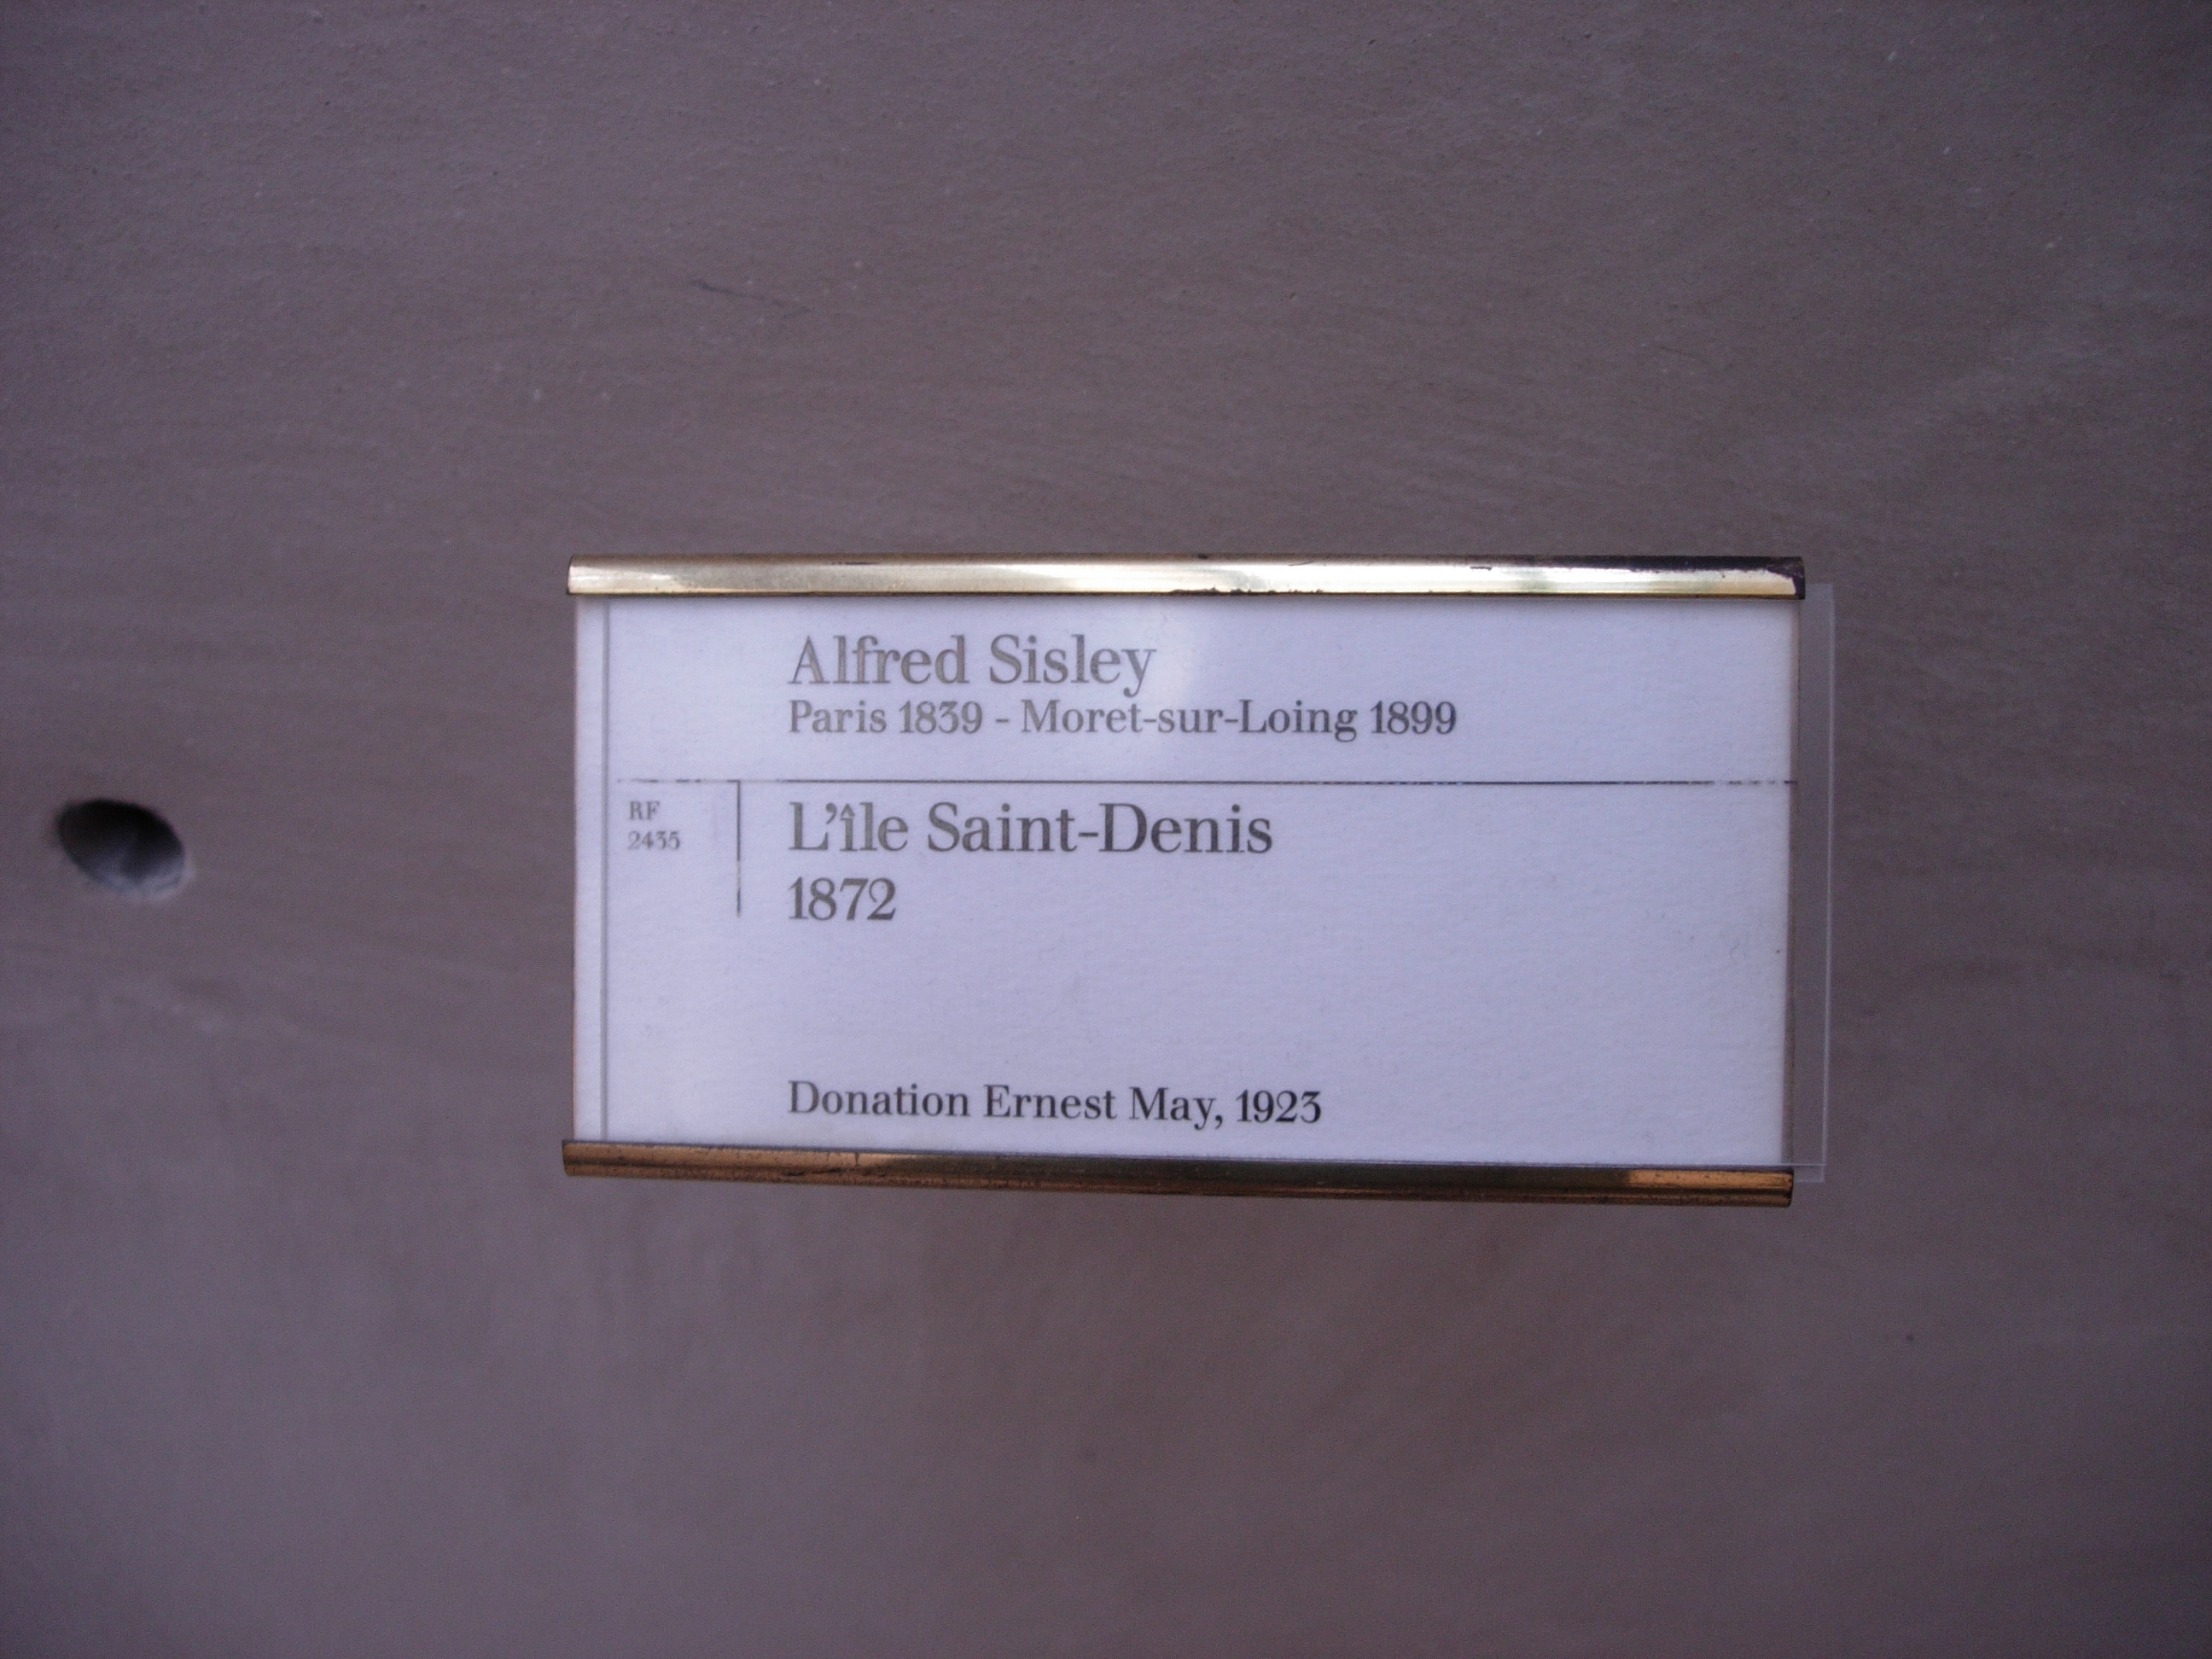 Alfred Sisley
Paris 1839 - Moret-sur-Loing 1899
RF
2435
L'île Saint-Denis
1872
Donation Ernest May, 1923